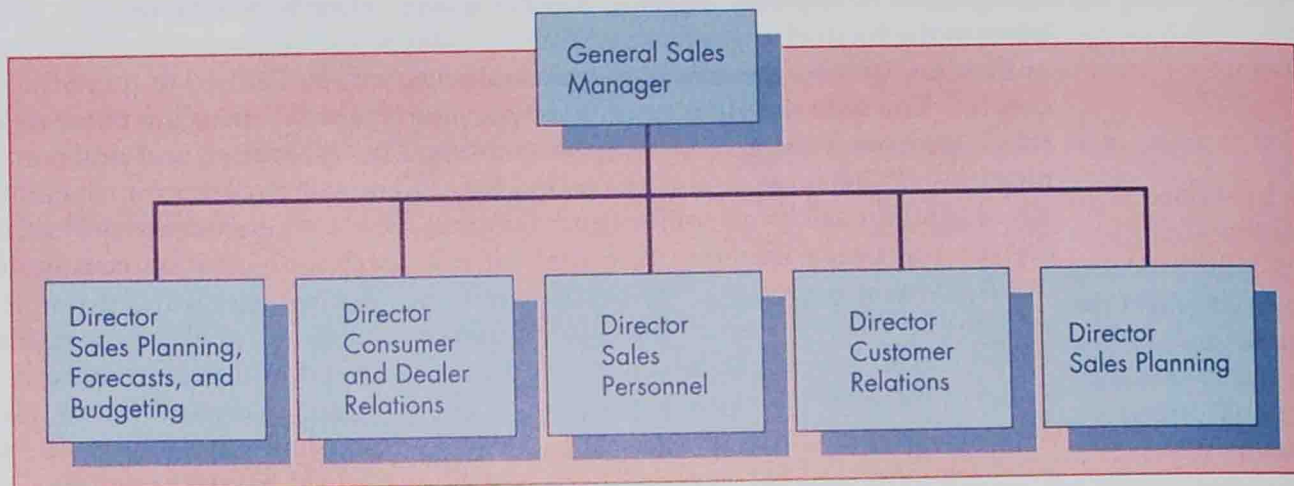 General Sales
Manager
Director
Sales Planning,
Forecasts, and
Budgeting
Director
Consumer
and Dealer
Relations
Director
Sales
Personnel
Director
Customer
Relations
Director
Sales Planning